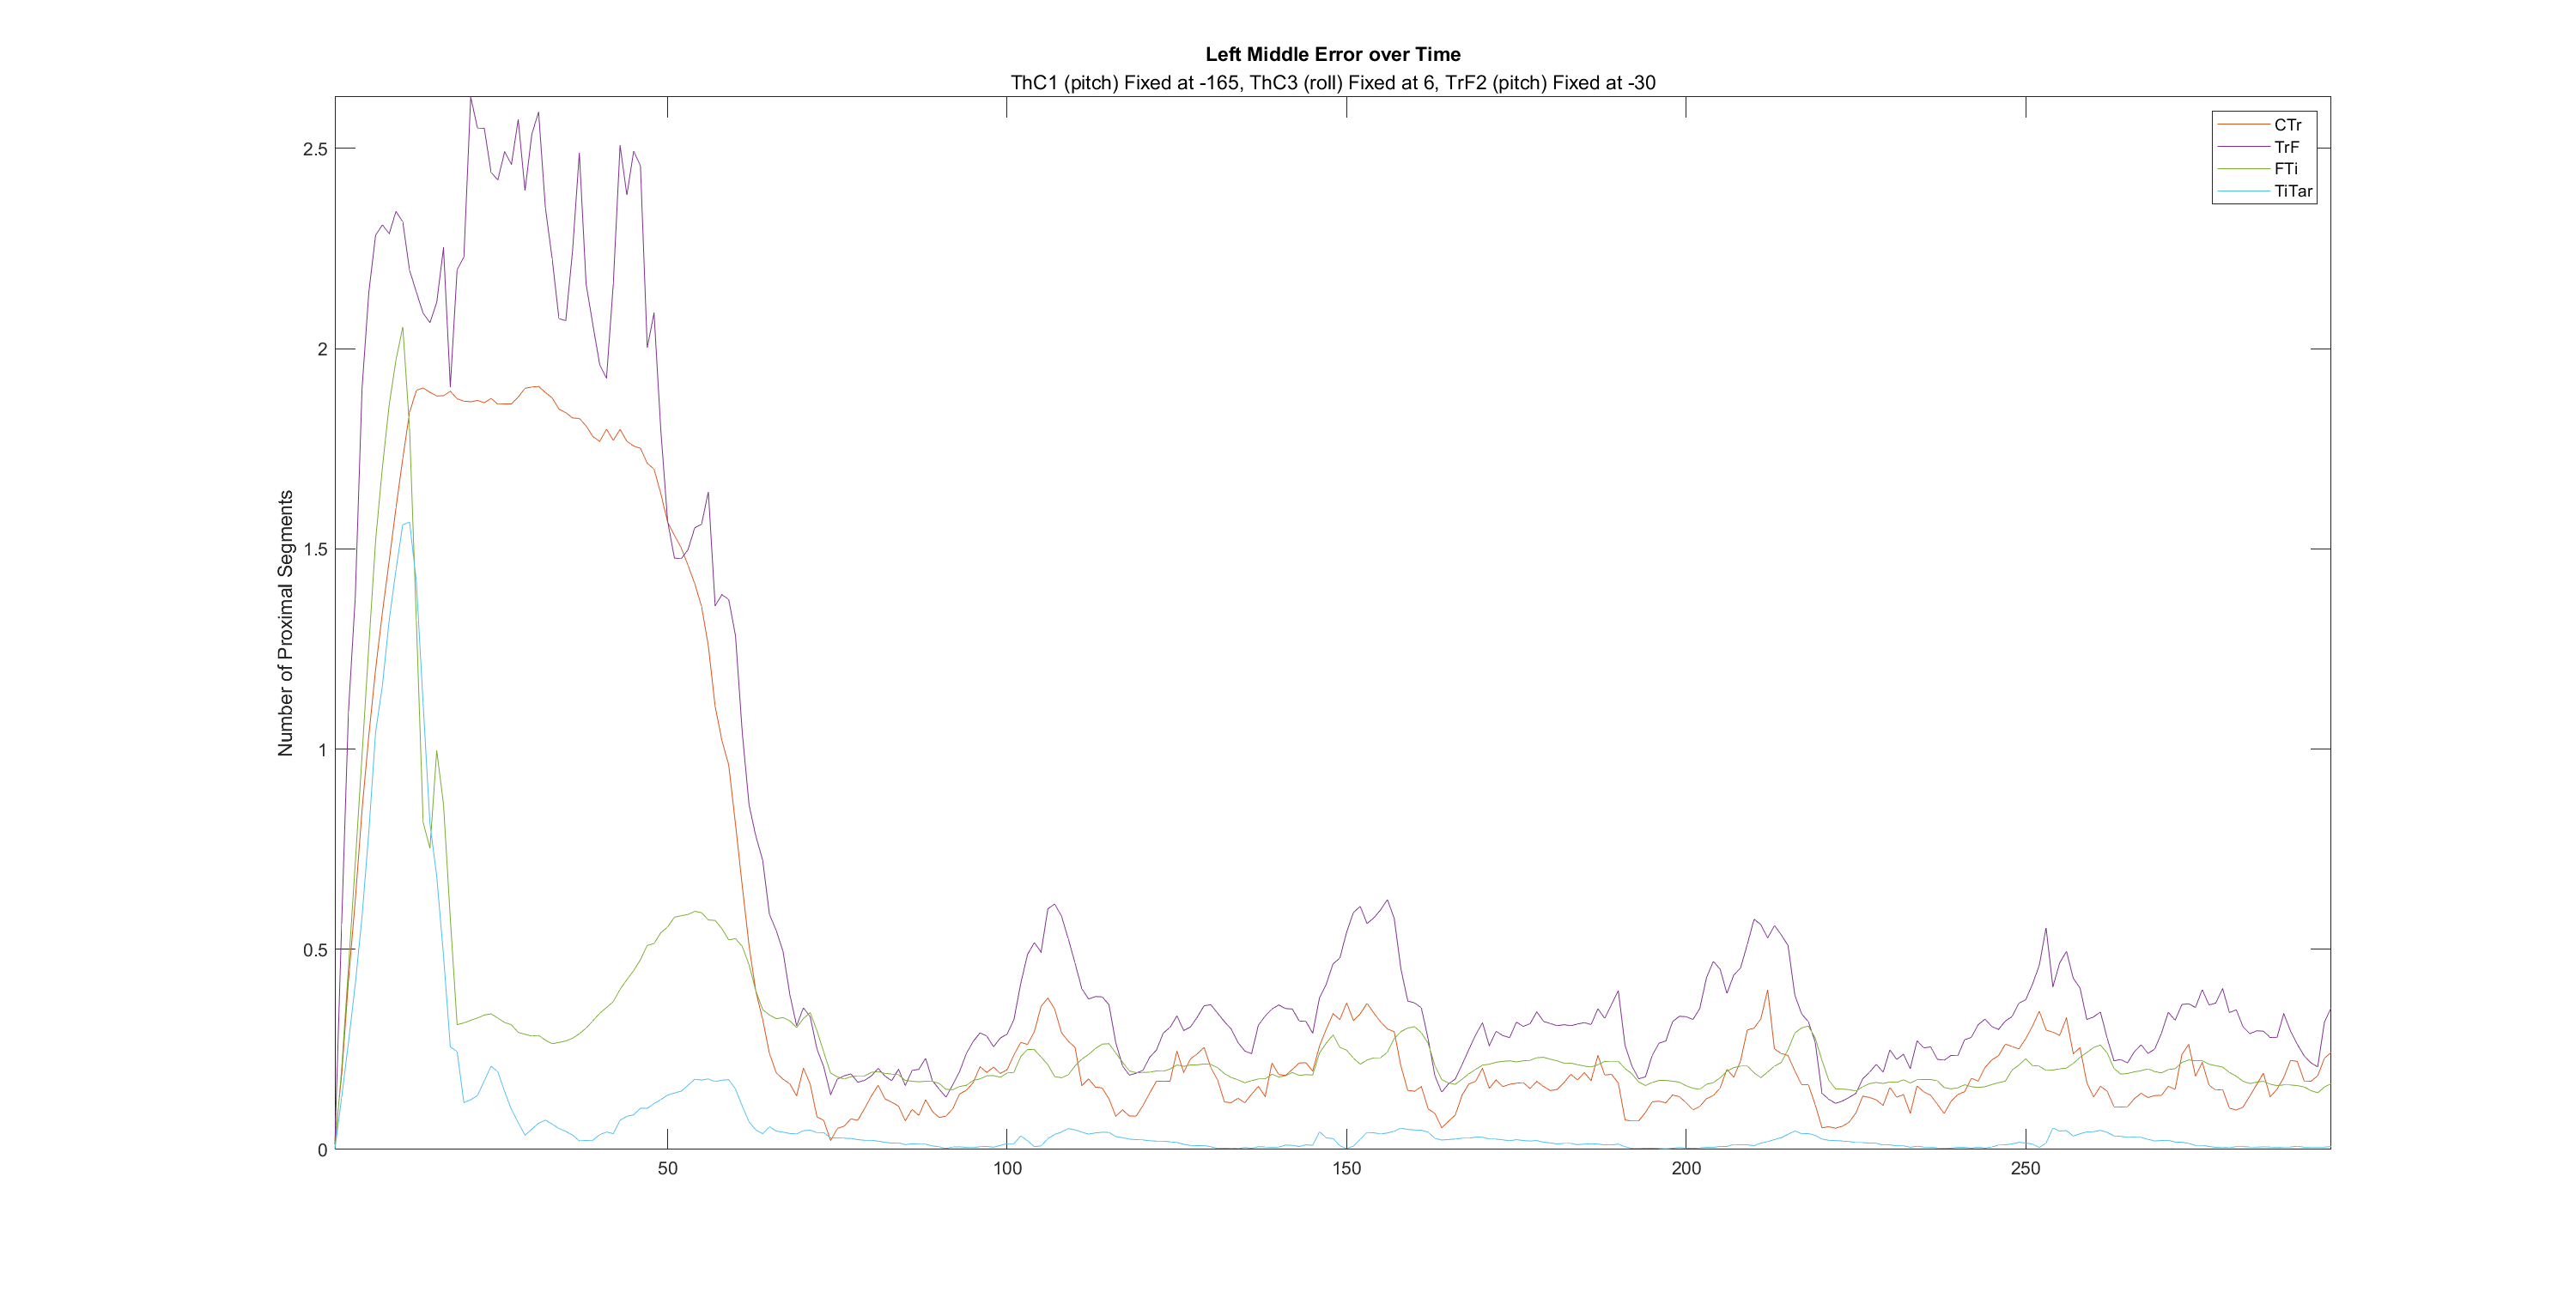 Left Middle Error over Time
ThC1 (pitch) Fixed at -165, ThC3 (roll) Fixed at 6, TrF2 (pitch) Fixed at -30
CTr
TrF
FTi
TiTar
Number of Proximal Segments
2.5
2
1.5
1
0.5
0
50
100
150
200
250